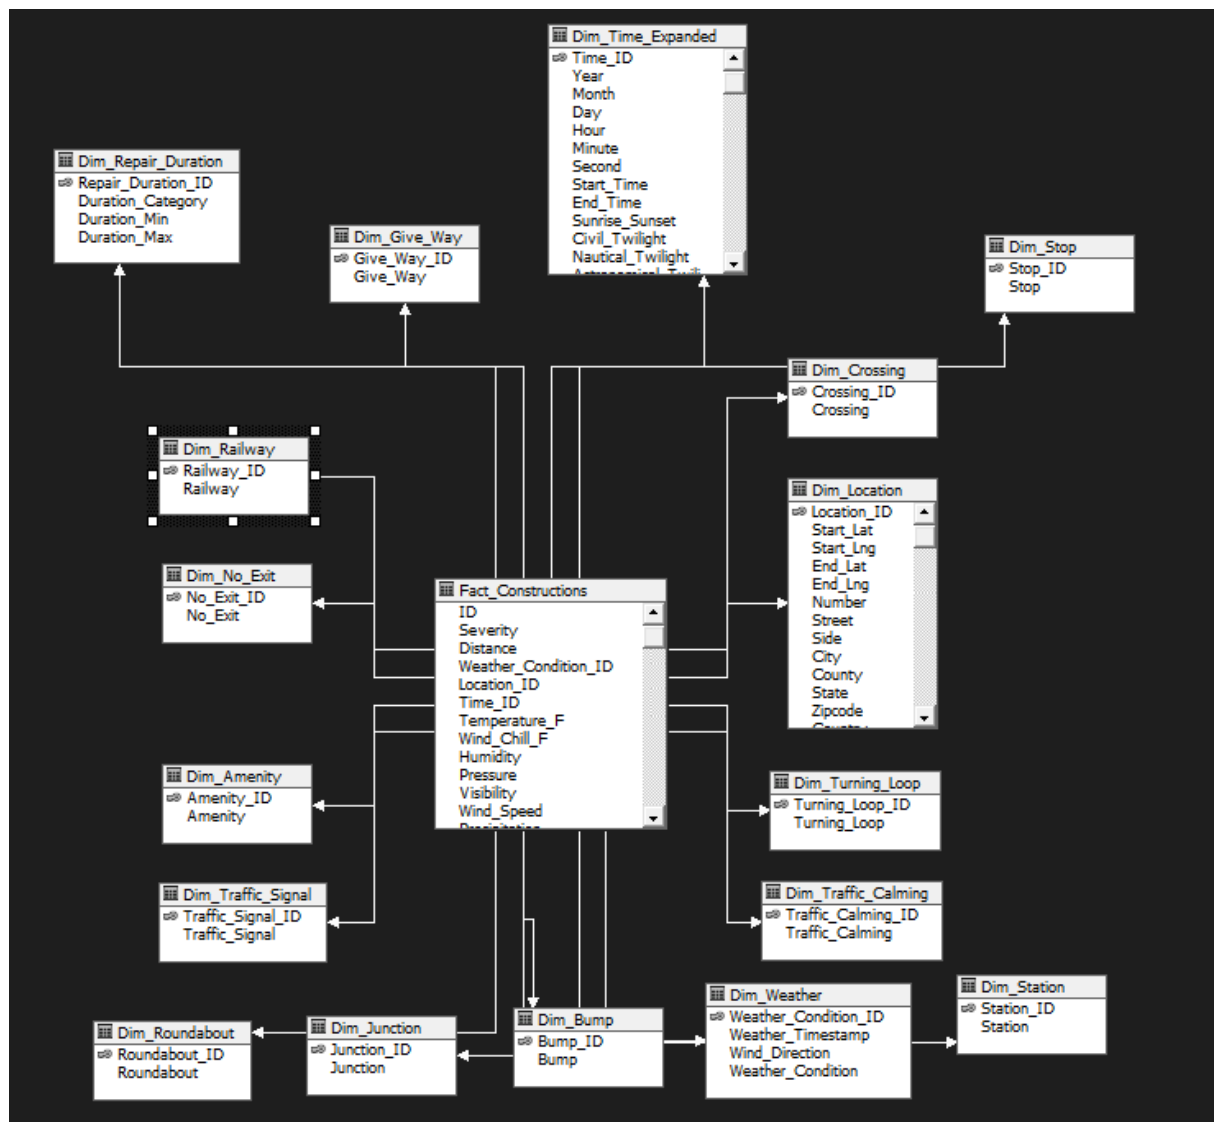 Dim_Time_Expanded
Time_ID
Year
Month
Day
Hour
Minute
Second
Start_Time
End_Time
Sunrise_Sunset
Civil_Twilight
Nautical_Twilight
Dim_Repair_Duration
Repair_Duration_ID
Duration_Category
Duration_Min
Duration_Max
Dim_Give_Way
Give_Way_ID
Give_Way
Dim_Stop
Stop_ID
Stop
Dim_Crossing
Crossing_ID
Crossing
Dim_Railway
Railway_ID
Railway
Dim_Location
Location_ID
Start_Lat
Start_Lng
End_Lat
End_Lng
Number
Street
Side
City
County
State
Zipcode
Dim_No_Exit
No_Exit_ID
No_Exit
Fact_Constructions
ID
Severity
Distance
Weather_Condition_ID
Location_ID
Time_ID
Temperature_F
Wind_Chill_F
Humidity
Pressure
Visibility
Wind_Speed
Dim_Amenity
Amenity_ID
Amenity
Dim_Turning_Loop
Turning_Loop_ID
Turning_Loop
Dim_Traffic_Signal
Traffic_Signal_ID
Traffic_Signal
Dim_Traffic_Calming
Traffic_Calming_ID
Traffic_Calming
Dim_Roundabout
Roundabout_ID
Roundabout
Dim_Junction
Junction_ID
Junction
Dim_Bump
Bump_ID
Bump
Dim_Weather
Weather_Condition_ID
Weather_Timestamp
Wind_Direction
Weather_Condition
Dim_Station
Station_ID
Station